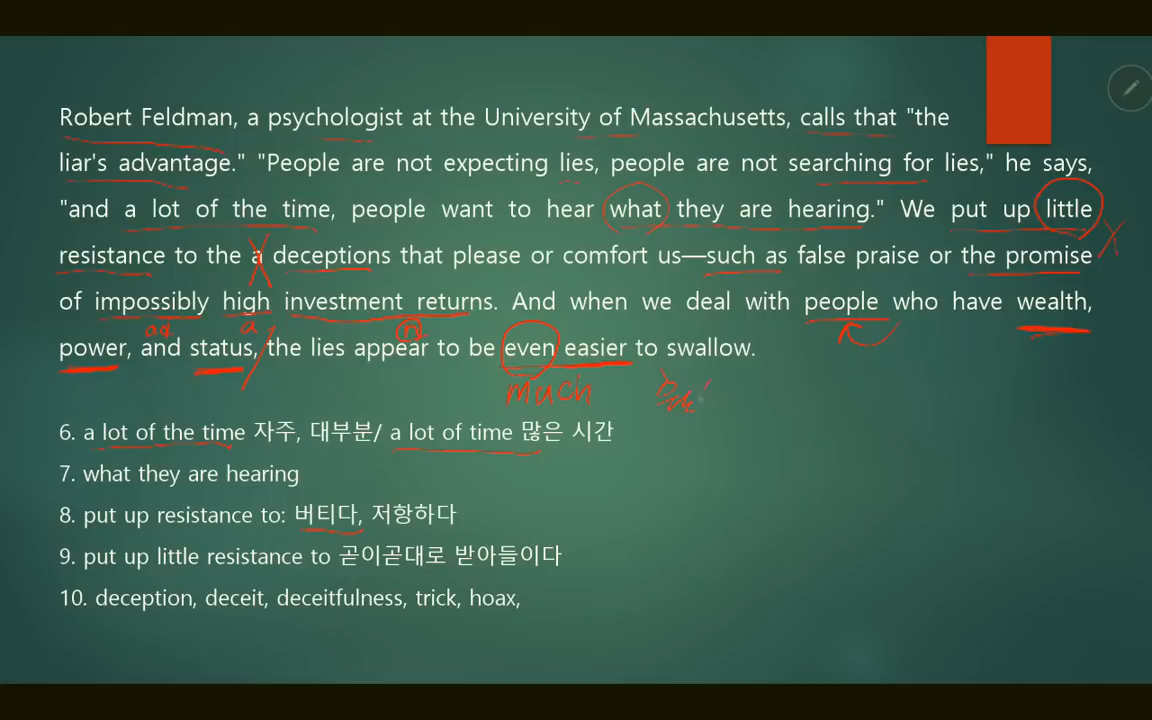 Robert Feldman, a psychologist at the University of Massachusetts, calls that "the
liar's advantage." "People are not expecting lies, people are not searching for lies," he says,
"and a lot of the time, people want to hear what they are hearing." We put up little
resistance to the a deceptions that please or comfort us—such as false praise or the promise
of impossibly high investment returns. And when we deal with people who have wealth,
ad a n
power, and status, the lies appear to be even easier to swallow.
much
6. a lot of the time 자주, 대부분/ a lot of time 많은 시간
7. what they are hearing
8. put up resistance to: 버티다, 저항하다
9. put up little resistance to 곧이곧대로 받아들이다
10. deception, deceit, deceitfulness, trick, hoax,